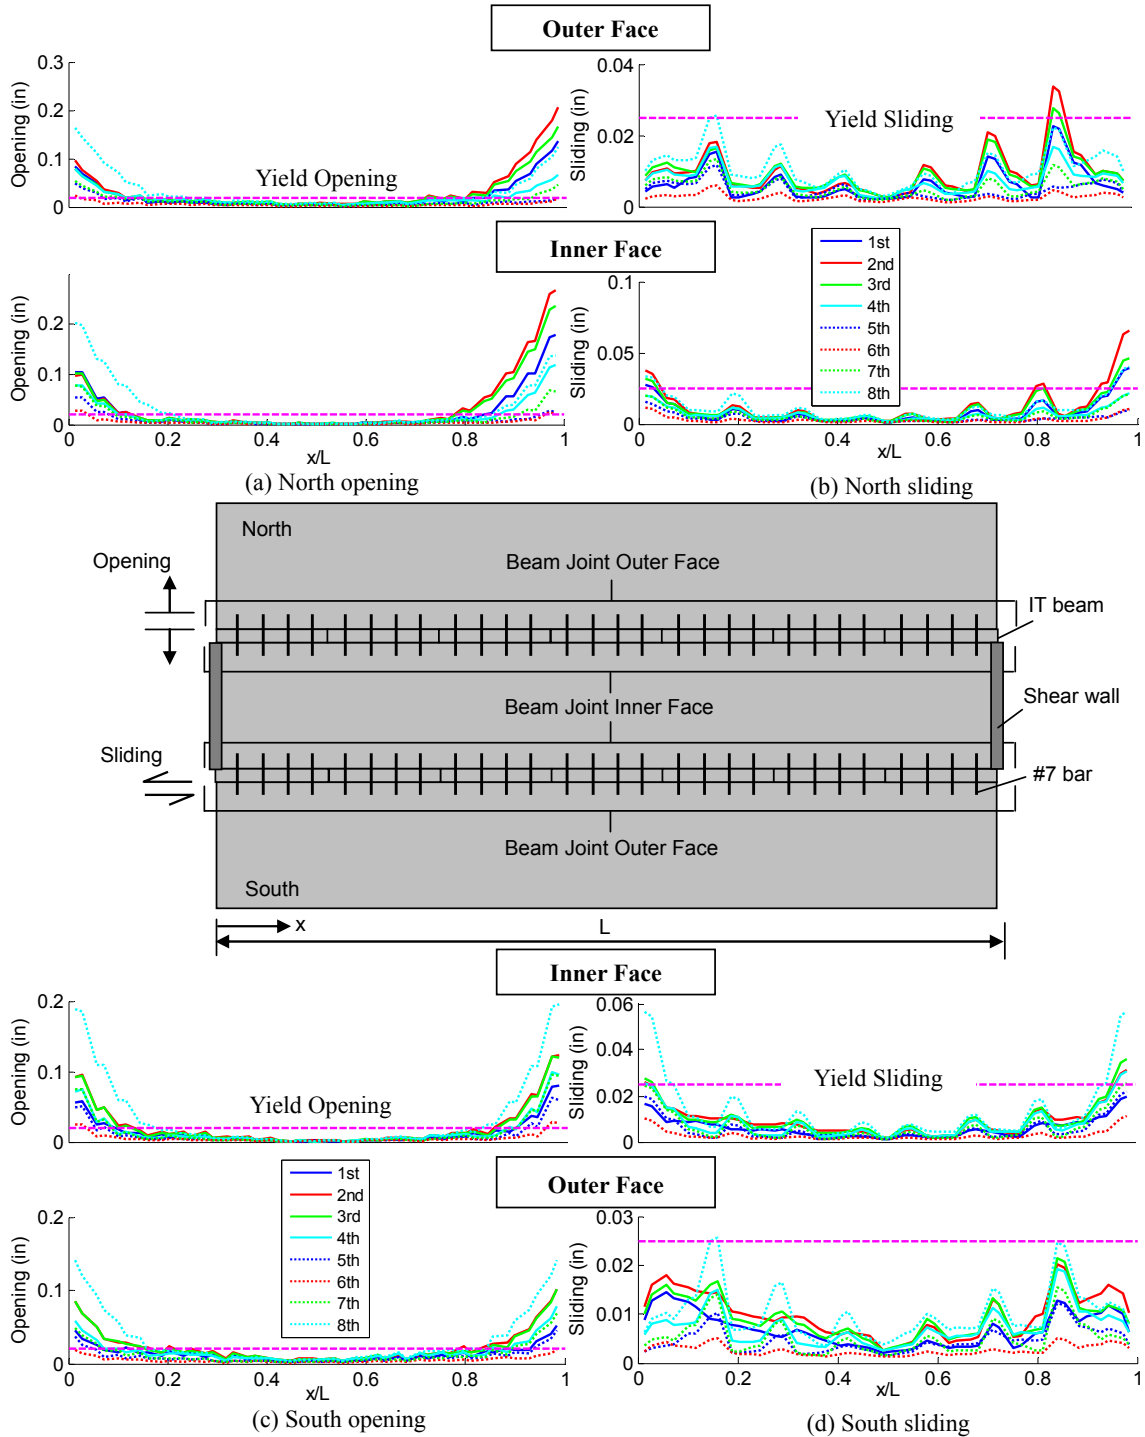 Outer Face
Opening (in)
0.3
0.2
0.1
0
Yield Opening
Sliding (in)
0.04
0.02
0
Yield Sliding
Inner Face
Opening (in)
0.2
0.1
0
0 0.2 0.4 0.6 0.8 1
x/L
(a) North opening
Sliding (in)
0.1
0.05
0
1st
2nd
3rd
4th
5th
6th
7th
8th
0 0.2 0.4 0.6 0.8 1
x/L
(b) North sliding
North
Opening
Beam Joint Outer Face
IT beam
Beam Joint Inner Face
Shear wall
Sliding
#7 bar
Beam Joint Outer Face
South
x
L
Inner Face
Opening (in)
0.2
0.1
0
Yield Opening
Sliding (in)
0.06
0.04
0.02
0
Yield Sliding
Outer Face
Opening (in)
0.2
0.1
0
1st
2nd
3rd
4th
5th
6th
7th
8th
0 0.2 0.4 0.6 0.8 1
x/L
(c) South opening
Sliding (in)
0.03
0.02
0.01
0
0 0.2 0.4 0.6 0.8 1
x/L
(d) South sliding